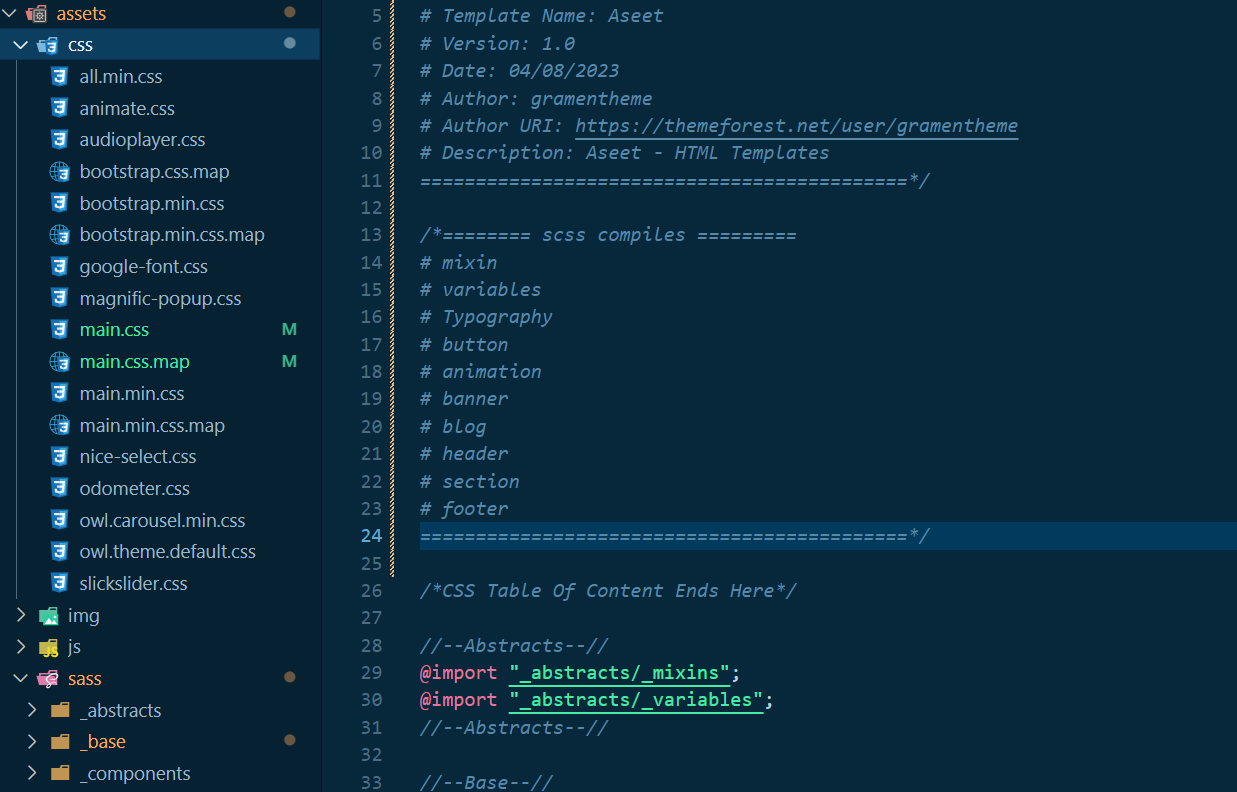 assets
css
all.min.css
animate.css
audioplayer.css
bootstrap.css.map
bootstrap.min.css
bootstrap.min.css.map
google-font.css
magnific-popup.css
main.css M
main.css.map M
main.min.css
main.min.css.map
nice-select.css
odometer.css
owl.carousel.min.css
owl.theme.default.css
slickslider.css
img
js
sass
_abstracts
_base
_components
5 # Template Name: Aseet
6 # Version: 1.0
7 # Date: 04/08/2023
8 # Author: gramentheme
9 # Author URI: https://themeforest.net/user/gramentheme
10 # Description: Aseet - HTML Templates
11 ============================================*/
12
13 /*======== scss compiles =========
14 # mixin
15 # variables
16 # Typography
17 # button
18 # animation
19 # banner
20 # blog
21 # header
22 # section
23 # footer
24 ============================================*/
25
26 /*CSS Table Of Content Ends Here*/
27
28 //--Abstracts--//
29 @import "_abstracts/_mixins";
30 @import "_abstracts/_variables";
31 //--Abstracts--//
32
33 //--Base--//